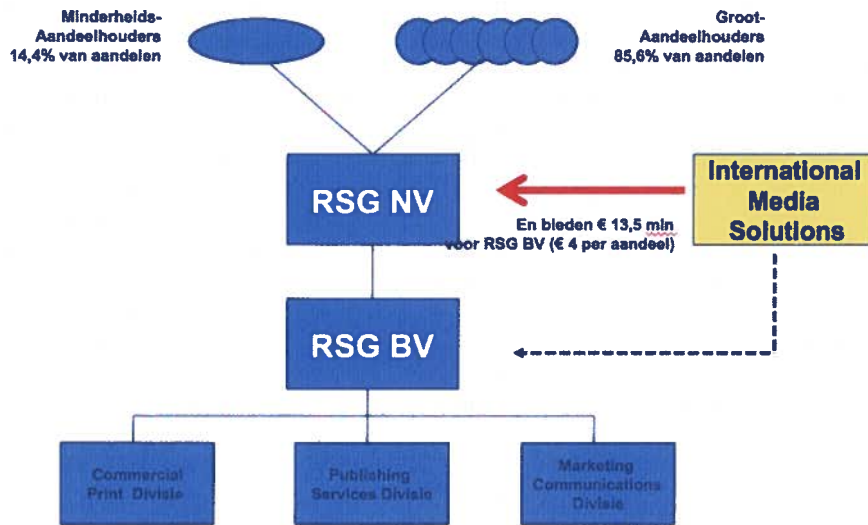 Minderheids-
Aandeelhouders
14,4% van aandelen
Groot-
Aandeelhouders
85,6% van aandelen
RSG NV
International
Media
Solutions
En bieden € 13,5 mln
voor RSG BV (€ 4 per aandeel)
RSG BV
Commercial
Print Divisie
Publishing
Services Divisie
Marketing
Communications
Divisie